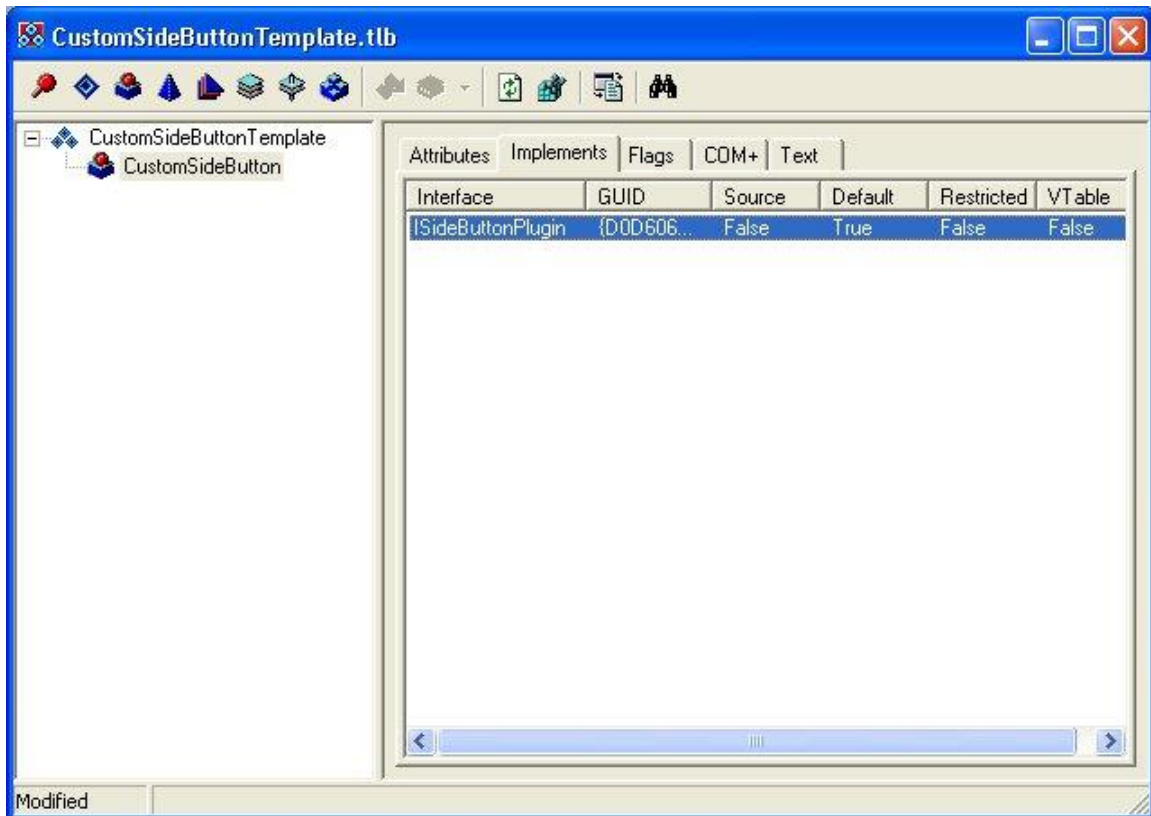 CustomSideButtonTemplate.tlb
CustomSideButtonTemplate
CustomSideButton
Attributes Implements Flags COM+ Text
Interface GUID Source Default Restricted VTable
ISideButtonPlugin {D0D606... False True False False
Modified